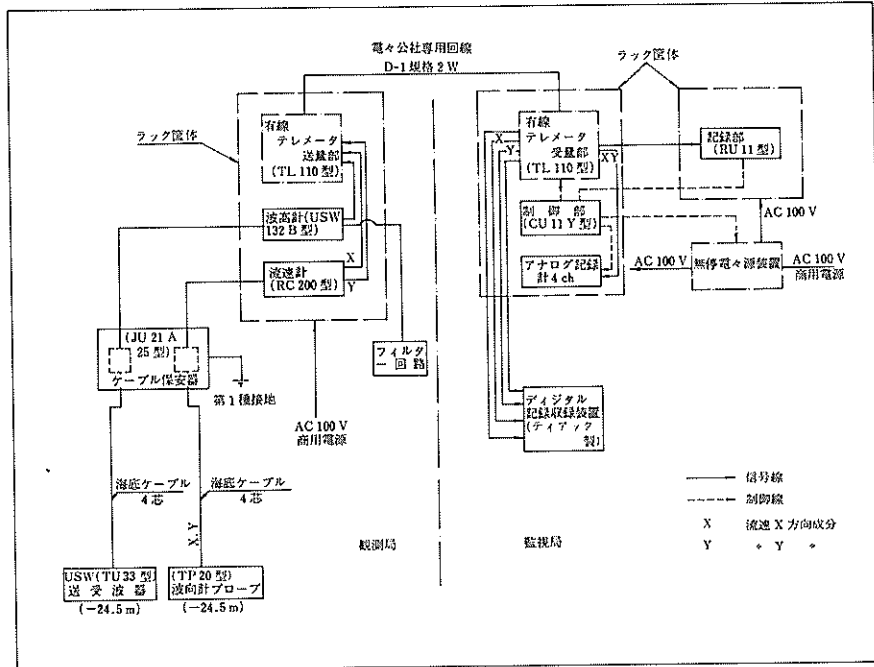 電々公社専用回線
D-1 規格 2 W
ラック筐体
ラック筐体
有線
テレメータ
送量部
(TL 110 型)
波高計(USW
132 B 型)
流速計
(RC 200 型)
X
Y
(JU 21 A
25 型)
ケーブル保安器
第1種接地
フィルタ
ー回路
AC 100 V
商用電源
海底ケーブル
4芯
海底ケーブル
4芯
X, Y
USW(TU 33 型)
送受波器
(−24.5 m)
(TP 20 型)
波向計プローブ
(−24.5 m)
観測局
有線
テレメータ
受量部
(TL 110 型)
X
Y
XY
制御部
(CU 11 Y 型)
アナログ記録
計 4 ch
記録部
(RU 11 型)
AC 100 V
AC 100 V
無停電々源装置
AC 100 V
商用電源
ディジタル
記録収録装置
(ティアック
製)
監視局
信号線
制御線
X 流速 X 方向成分
Y 〃 Y 〃